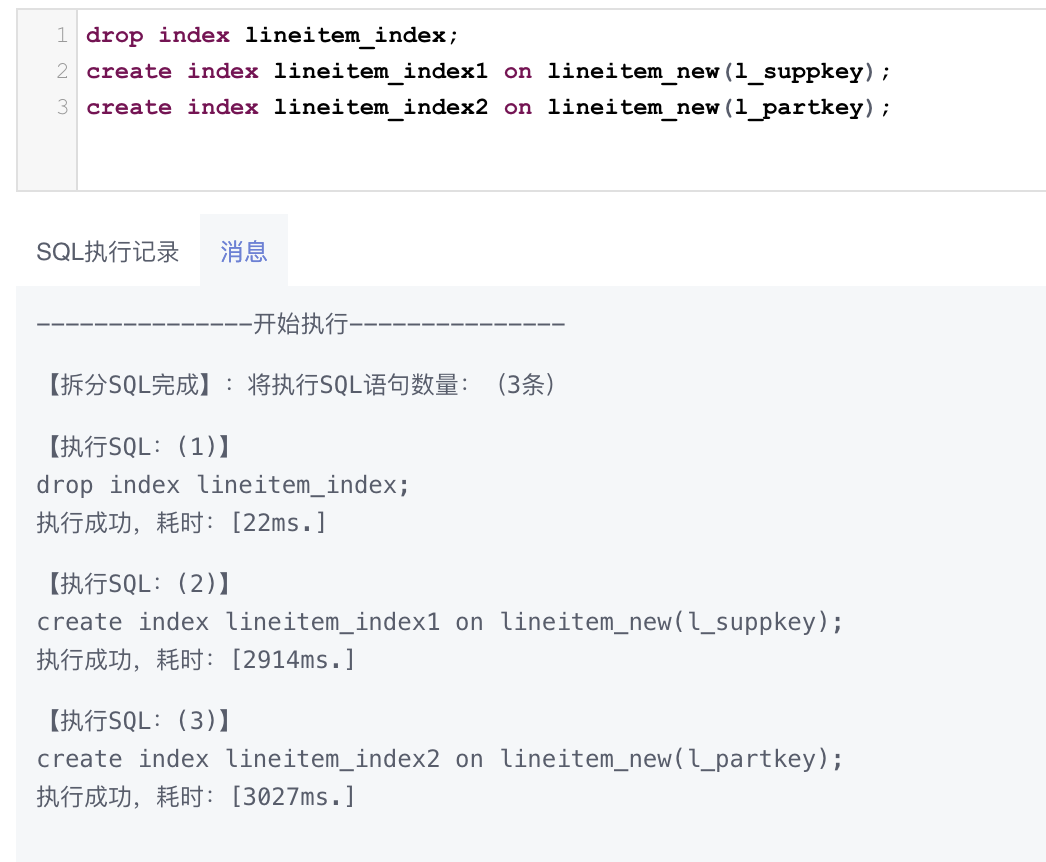 1 drop index lineitem_index;
2 create index lineitem_index1 on lineitem_new(l_suppkey);
3 create index lineitem_index2 on lineitem_new(l_partkey);
SQL执行记录 消息
---------------开始执行---------------
【拆分SQL完成】：将执行SQL语句数量：（3条）
【执行SQL：(1)】
drop index lineitem_index;
执行成功，耗时：[22ms.]
【执行SQL：(2)】
create index lineitem_index1 on lineitem_new(l_suppkey);
执行成功，耗时：[2914ms.]
【执行SQL：(3)】
create index lineitem_index2 on lineitem_new(l_partkey);
执行成功，耗时：[3027ms.]